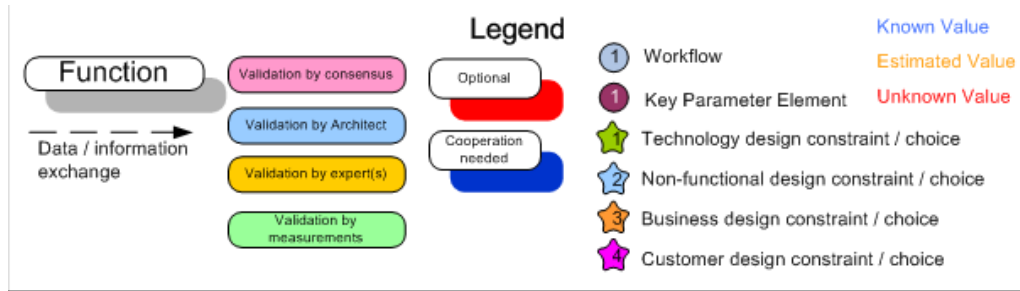 Legend
Function
Data / information
exchange
Validation by consensus
Validation by Architect
Validation by expert(s)
Validation by
measurements
Optional
Cooperation
needed
1 Workflow
1 Key Parameter Element
1 Technology design constraint / choice
2 Non-functional design constraint / choice
3 Business design constraint / choice
4 Customer design constraint / choice
Known Value
Estimated Value
Unknown Value